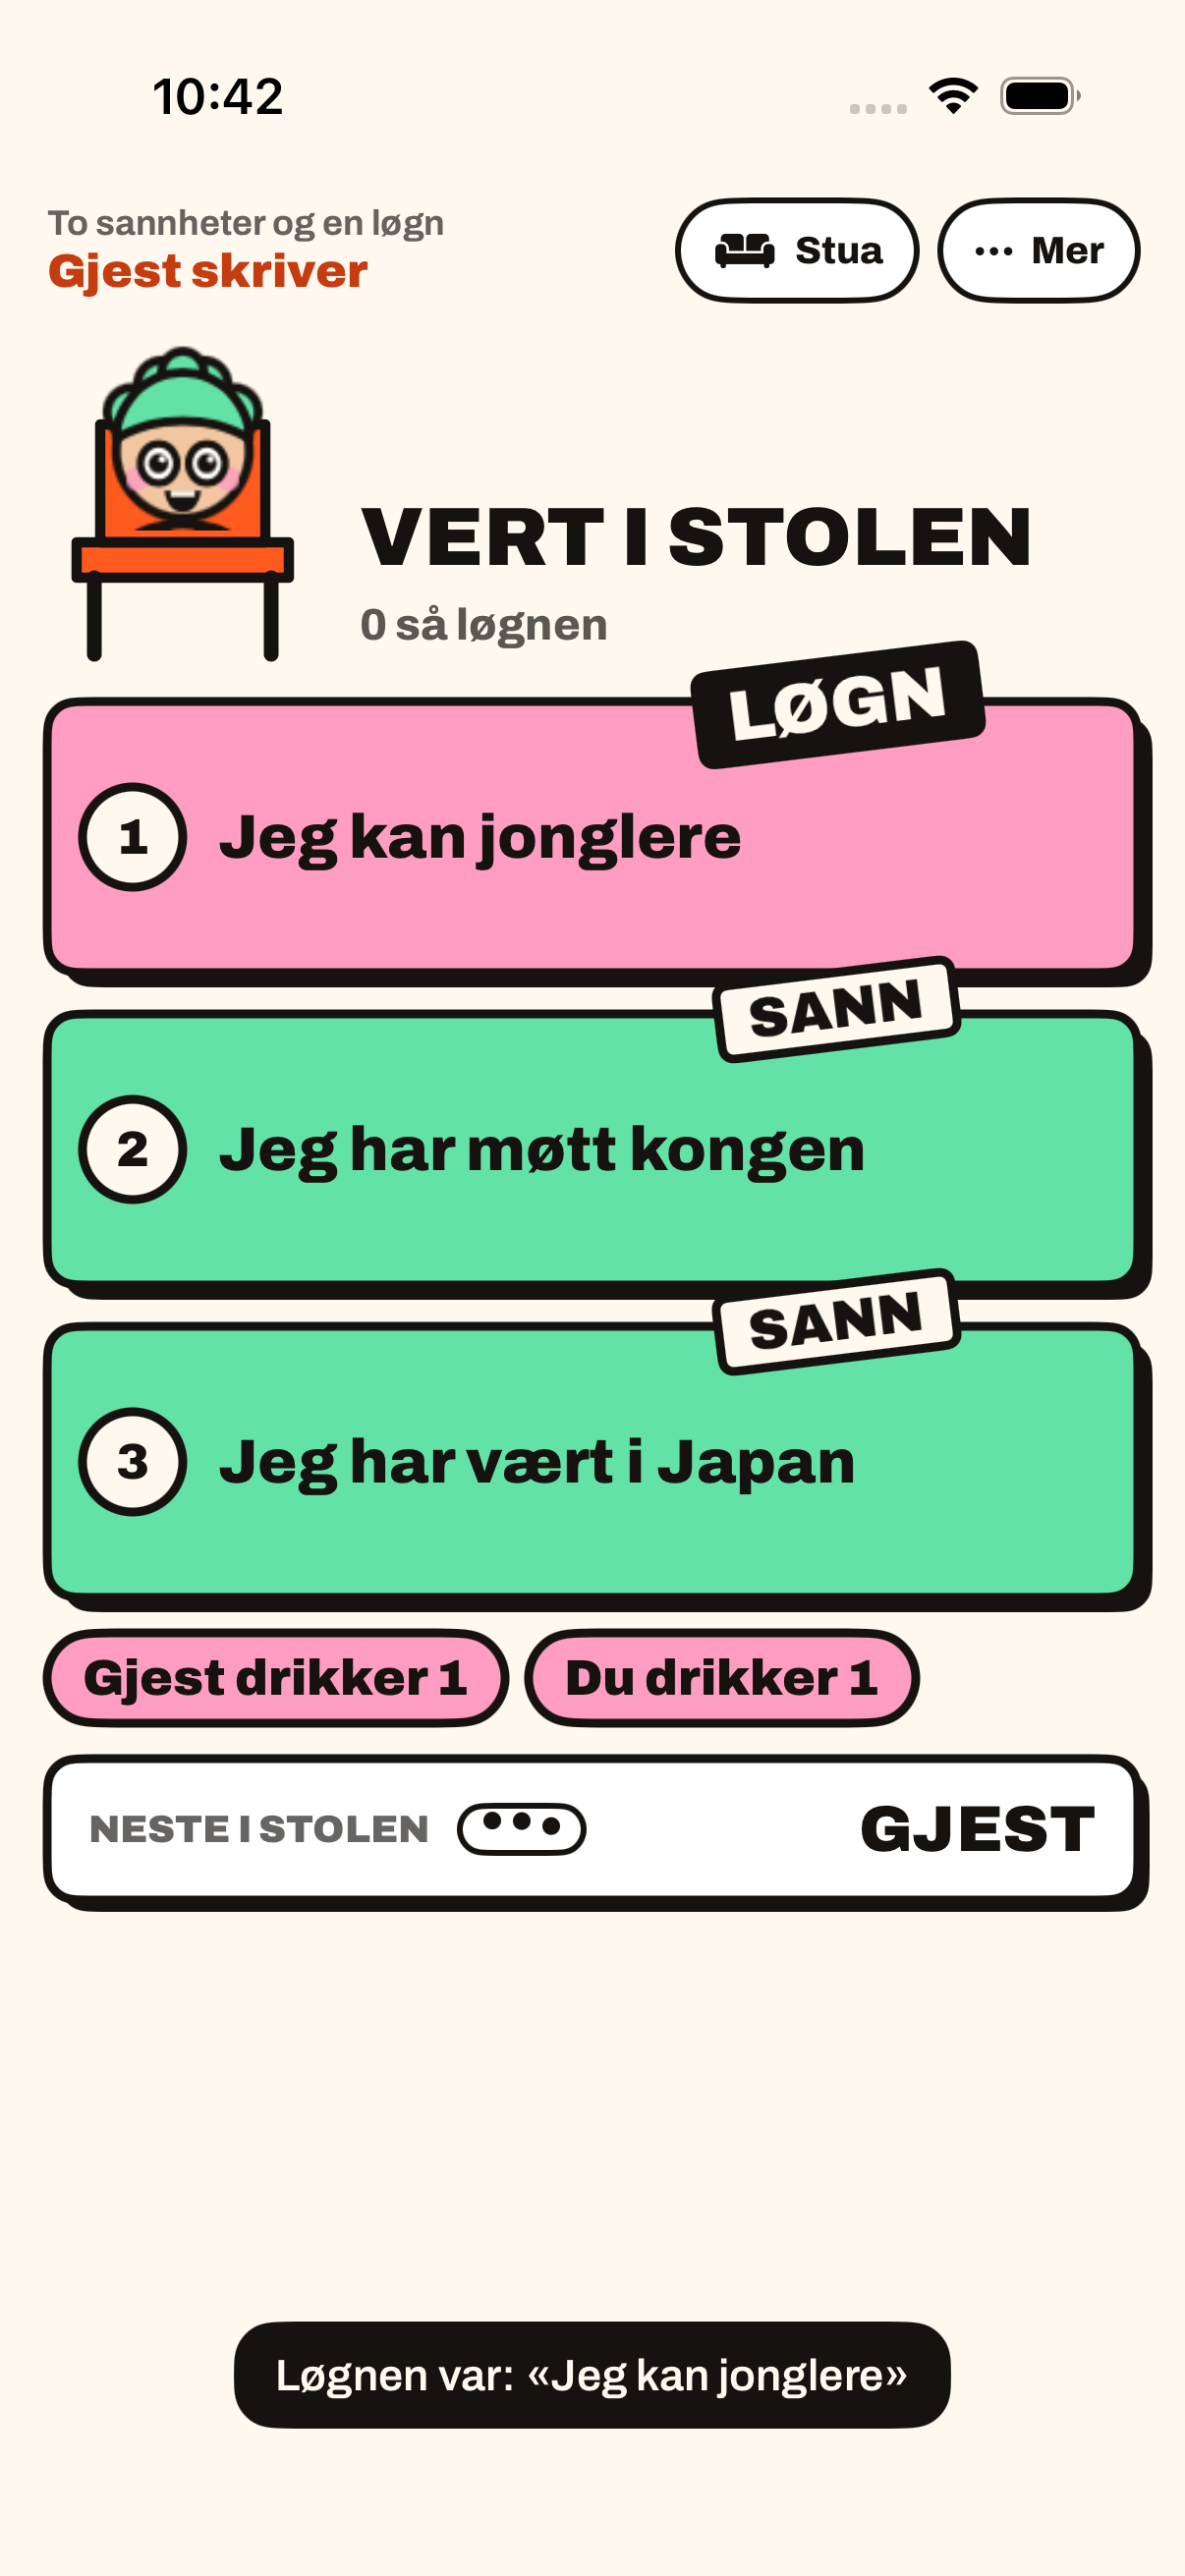 10:42
To sannheter og en løgn
Gjest skriver
Stua
Mer
VERT I STOLEN
0 så løgnen
LØGN
1 Jeg kan jonglere
SANN
2 Jeg har møtt kongen
SANN
3 Jeg har vært i Japan
Gjest drikker 1
Du drikker 1
NESTE I STOLEN
GJEST
Løgnen var: «Jeg kan jonglere»